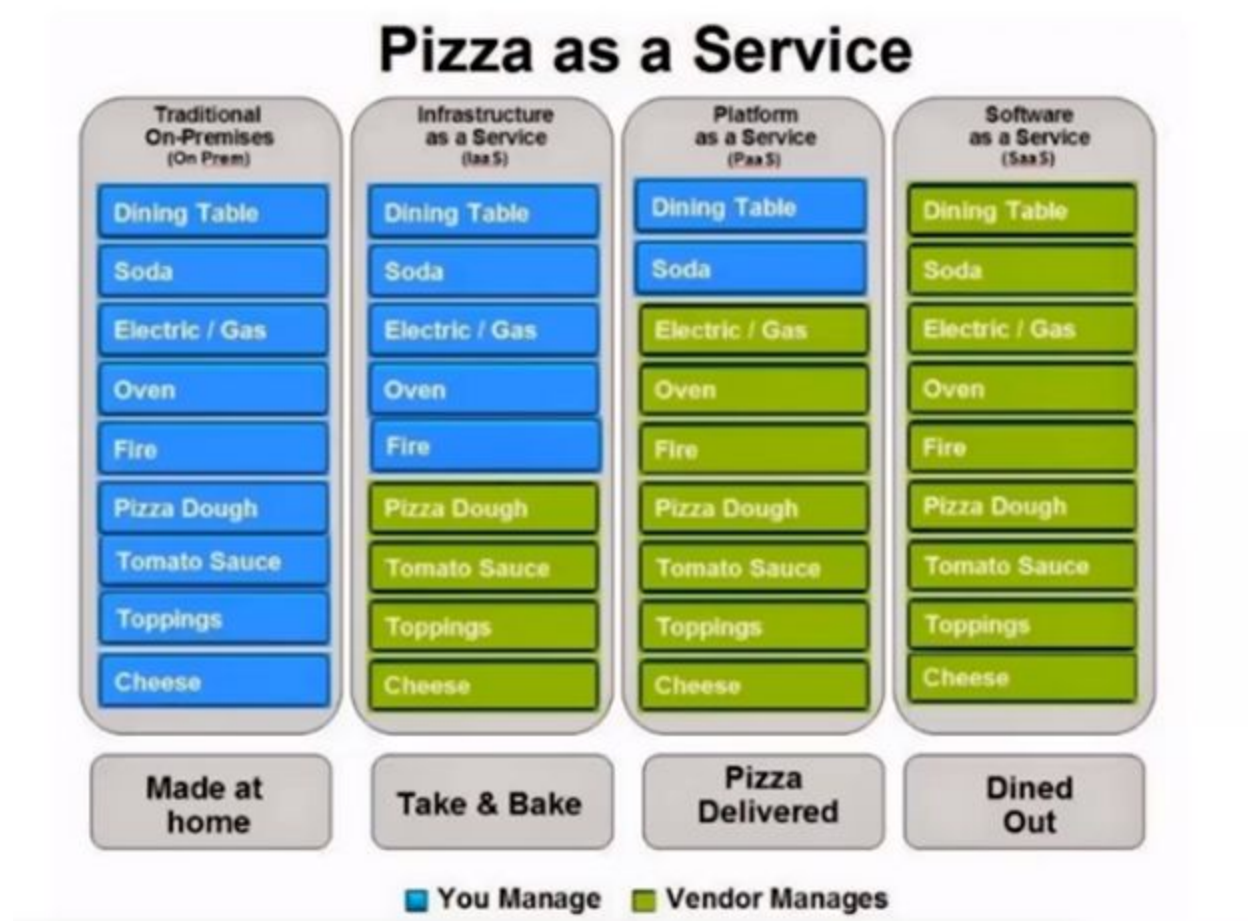 Pizza as a Service
Traditional
On-Premises
(On Prem)
Dining Table
Soda
Electric / Gas
Oven
Fire
Pizza Dough
Tomato Sauce
Toppings
Cheese
Made at
home
Infrastructure
as a Service
(IaaS)
Dining Table
Soda
Electric / Gas
Oven
Fire
Pizza Dough
Tomato Sauce
Toppings
Cheese
Take & Bake
Platform
as a Service
(PaaS)
Dining Table
Soda
Electric / Gas
Oven
Fire
Pizza Dough
Tomato Sauce
Toppings
Cheese
Pizza
Delivered
Software
as a Service
(SaaS)
Dining Table
Soda
Electric / Gas
Oven
Fire
Pizza Dough
Tomato Sauce
Toppings
Cheese
Dined
Out
You Manage
Vendor Manages